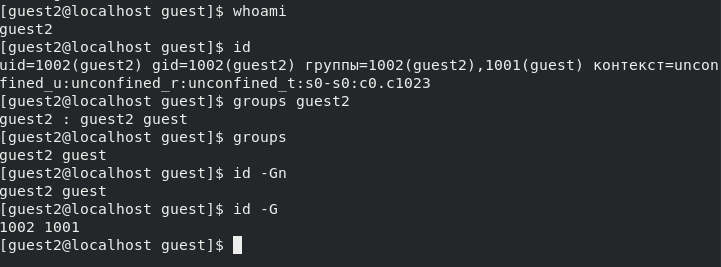 [guest2@localhost guest]$ whoami
guest2
[guest2@localhost guest]$ id
uid=1002(guest2) gid=1002(guest2) группы=1002(guest2),1001(guest) контекст=uncon
fined_u:unconfined_r:unconfined_t:s0-s0:c0.c1023
[guest2@localhost guest]$ groups guest2
guest2 : guest2 guest
[guest2@localhost guest]$ groups
guest2 guest
[guest2@localhost guest]$ id -Gn
guest2 guest
[guest2@localhost guest]$ id -G
1002 1001
[guest2@localhost guest]$